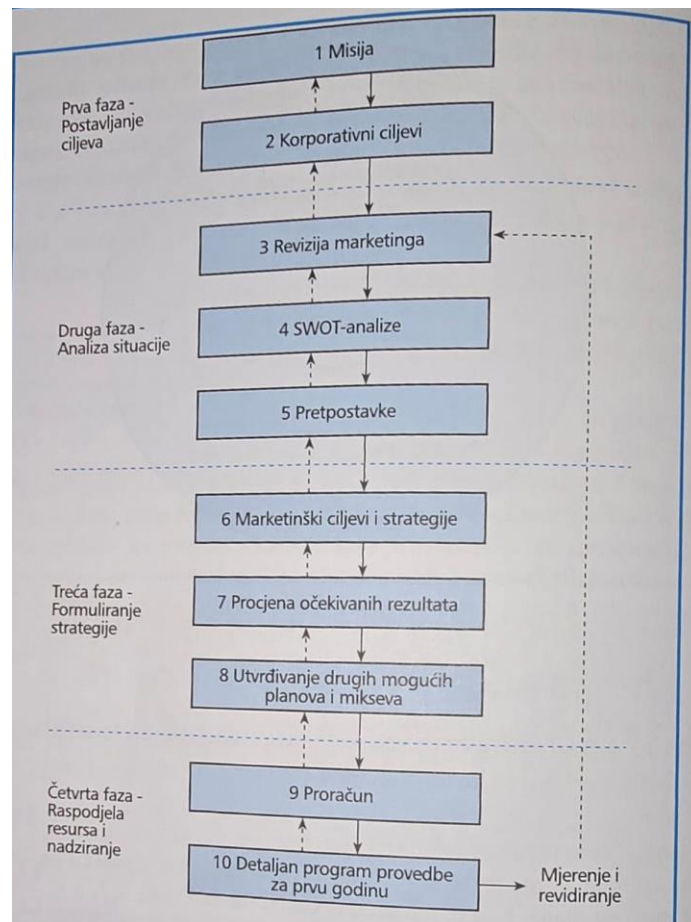 1 Misija
Prva faza -
Postavljanje
ciljeva
2 Korporativni ciljevi
3 Revizija marketinga
Druga faza -
Analiza situacije
4 SWOT-analize
5 Pretpostavke
6 Marketinški ciljevi i strategije
Treća faza -
Formuliranje
strategije
7 Procjena očekivanih rezultata
8 Utvrđivanje drugih mogućih
planova i mikseva
Četvrta faza -
Raspodjela
resursa i
nadziranje
9 Proračun
10 Detaljan program provedbe
za prvu godinu
Mjerenje i
revidiranje